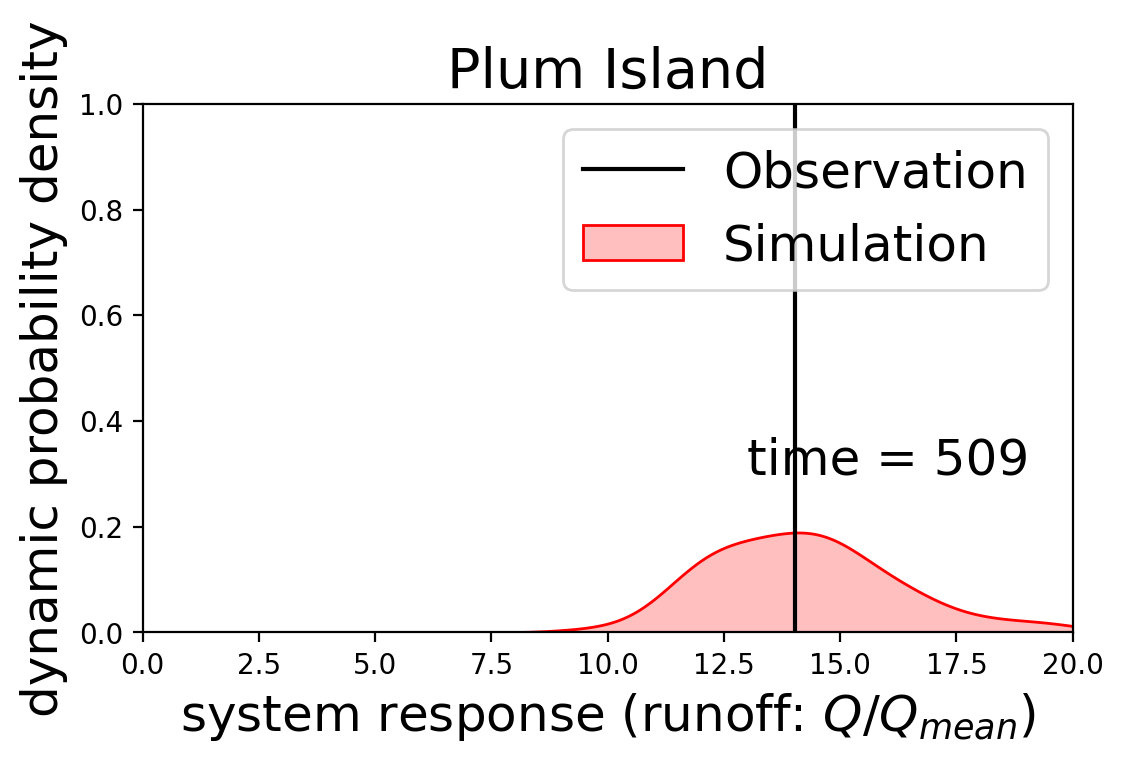 Plum Island
dynamic probability density
1.0
0.8
0.6
0.4
0.2
0.0
Observation
Simulation
time = 509
0.0 2.5 5.0 7.5 10.0 12.5 15.0 17.5 20.0
system response (runoff: Q/Qmean)